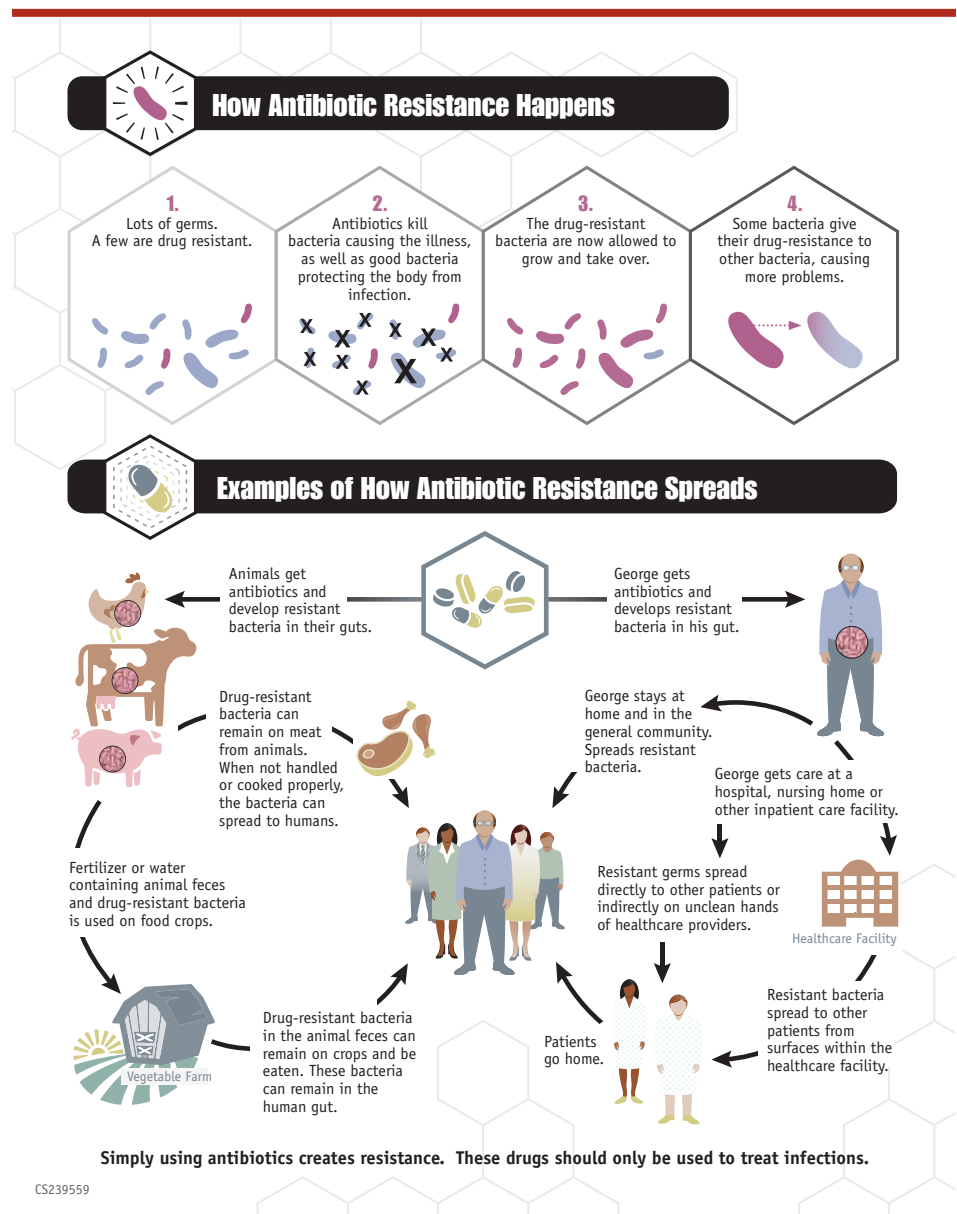 How Antibiotic Resistance Happens
1.
Lots of germs.
A few are drug resistant.
2.
Antibiotics kill
bacteria causing the illness,
as well as good bacteria
protecting the body from
infection.
3.
The drug-resistant
bacteria are now allowed to
grow and take over.
4.
Some bacteria give
their drug-resistance to
other bacteria, causing
more problems.
X
X
X
X
X
X
X
X
X
X
Examples of How Antibiotic Resistance Spreads
Animals get
antibiotics and
develop resistant
bacteria in their guts.
George gets
antibiotics and
develops resistant
bacteria in his gut.
Drug-resistant
bacteria can
remain on meat
from animals.
When not handled
or cooked properly,
the bacteria can
spread to humans.
George stays at
home and in the
general community.
Spreads resistant
bacteria.
George gets care at a
hospital, nursing home or
other inpatient care facility.
Fertilizer or water
containing animal feces
and drug-resistant bacteria
is used on food crops.
Resistant germs spread
directly to other patients or
indirectly on unclean hands
of healthcare providers.
Healthcare Facility
Vegetable Farm
Drug-resistant bacteria
in the animal feces can
remain on crops and be
eaten. These bacteria
can remain in the
human gut.
Patients
go home.
Resistant bacteria
spread to other
patients from
surfaces within the
healthcare facility.
Simply using antibiotics creates resistance. These drugs should only be used to treat infections.
CS239559